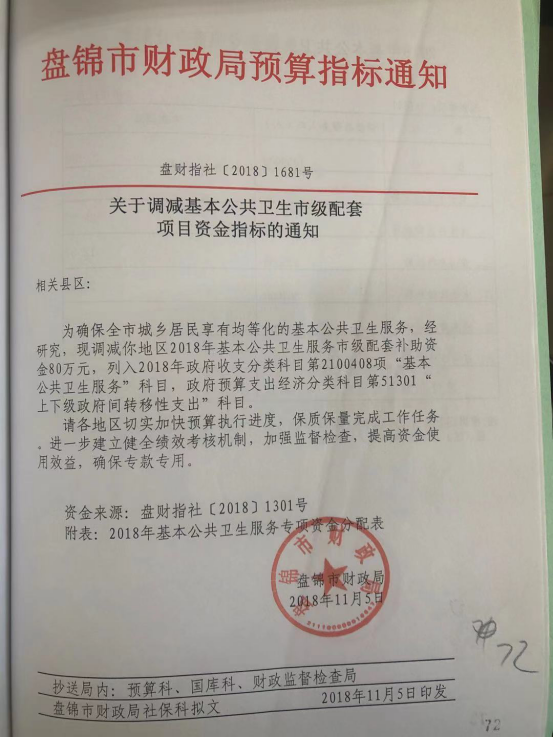 盘锦市财政局预算指标通知
盘财指社〔2018〕1681号
关于调减基本公共卫生市级配套
项目资金指标的通知
相关县区：
为确保全市城乡居民享有均等化的基本公共卫生服务，经
研究，现调减你地区2018年基本公共卫生服务市级配套补助资
金80万元，列入2018年政府收支分类科目第2100408项“基本
公共卫生服务”科目，政府预算支出经济分类科目第51301“
上下级政府间转移性支出”科目。
请各地区切实加快预算执行进度，保质保量完成工作任务
。进一步建立健全绩效考核机制，加强监督检查，提高资金使
用效益，确保专款专用。
资金来源：盘财指社〔2018〕1301号
附表：2018年基本公共卫生服务专项资金分配表
盘锦市财政局
盘锦市财政局
2018年11月5日
72
抄送局内：预算科、国库科、财政监督检查局
盘锦市财政局社保科拟文 2018年11月5日印发
72